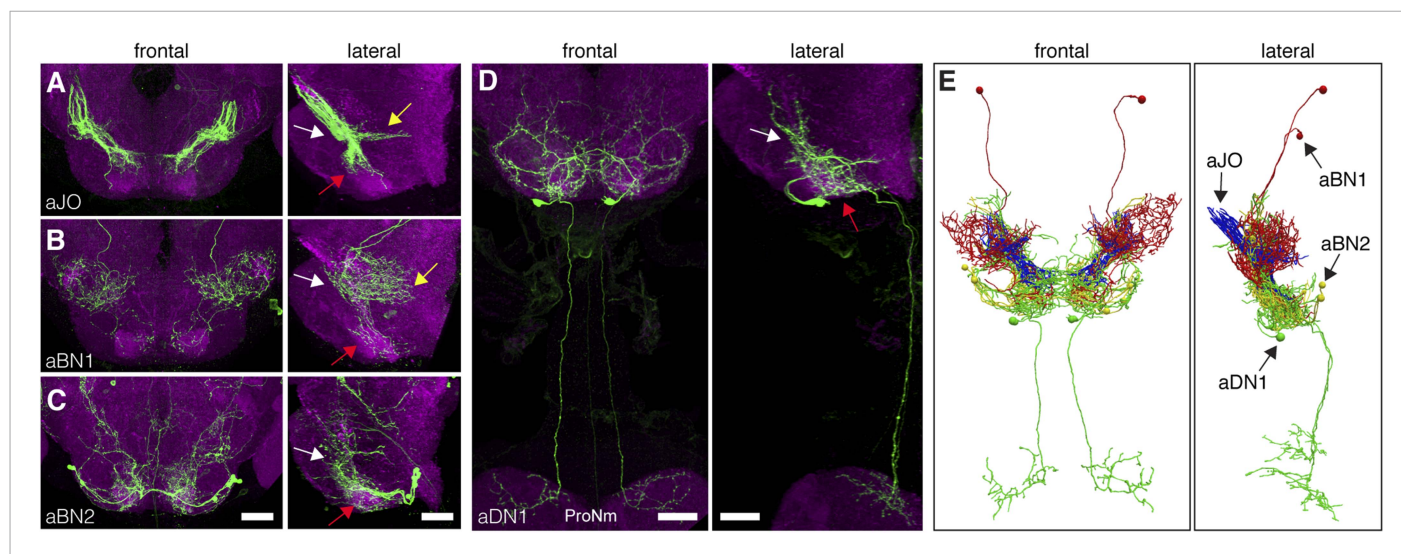 frontal lateral frontal lateral frontal lateral
A
aJO
B
aBN1
C
aBN2
D
aDN1 ProNm
E
aJO
aBN1
aBN2
aDN1